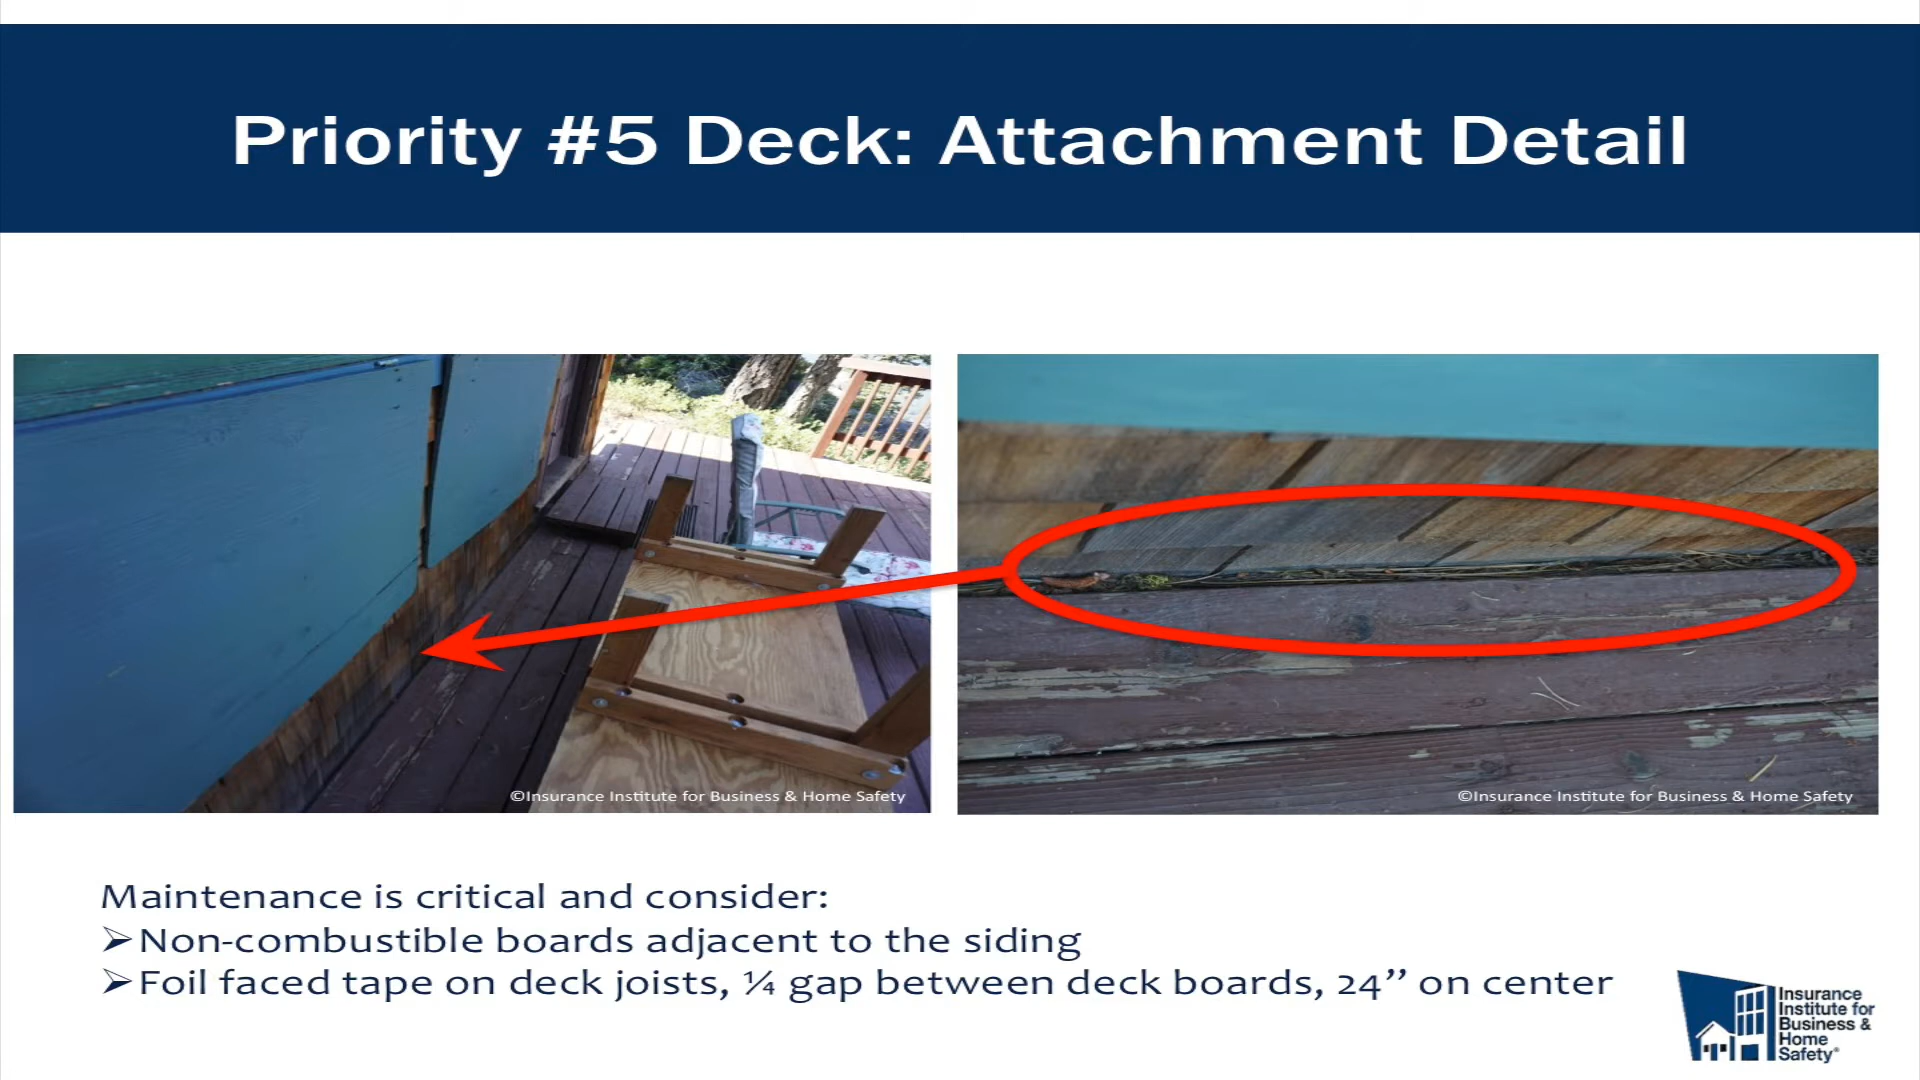 Priority #5 Deck: Attachment Detail
©Insurance Institute for Business & Home Safety
©Insurance Institute for Business & Home Safety
Maintenance is critical and consider:
➢Non-combustible boards adjacent to the siding
➢Foil faced tape on deck joists, ¼ gap between deck boards, 24” on center
Insurance
Institute for
Business &
Home
Safety®